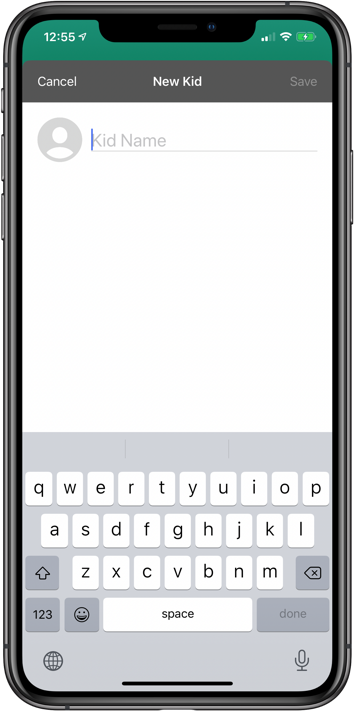 12:55
Cancel New Kid Save
Kid Name
q w e r t y u i o p
a s d f g h j k l
z x c v b n m
123 space done